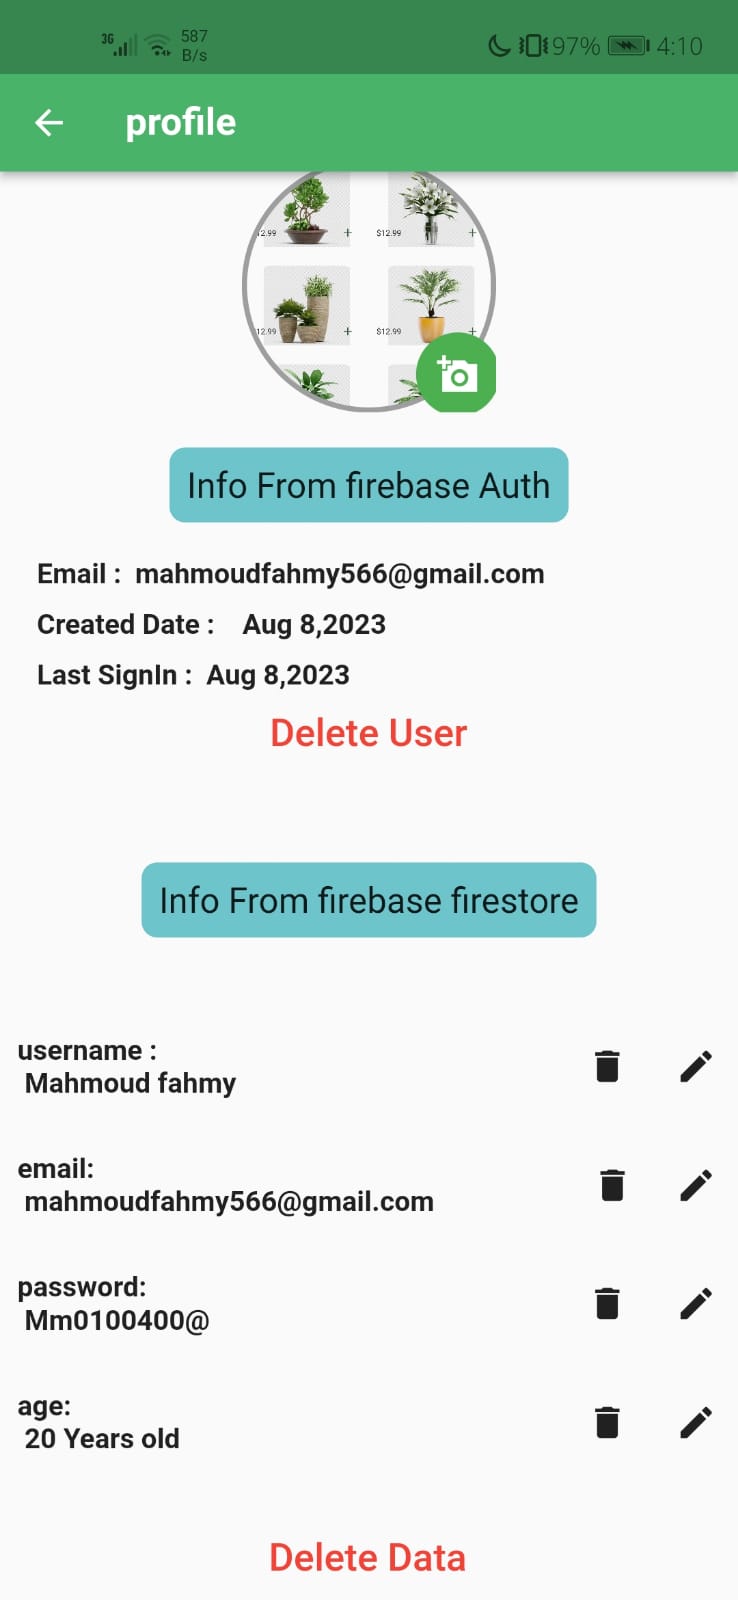 3G 587 B/s 97% 4:10
profile
12.99 + $12.99 +
12.99 + $12.99 +
Info From firebase Auth
Email : mahmoudfahmy566@gmail.com
Created Date : Aug 8,2023
Last SignIn : Aug 8,2023
Delete User
Info From firebase firestore
username :
Mahmoud fahmy
email:
mahmoudfahmy566@gmail.com
password:
Mm0100400@
age:
20 Years old
Delete Data